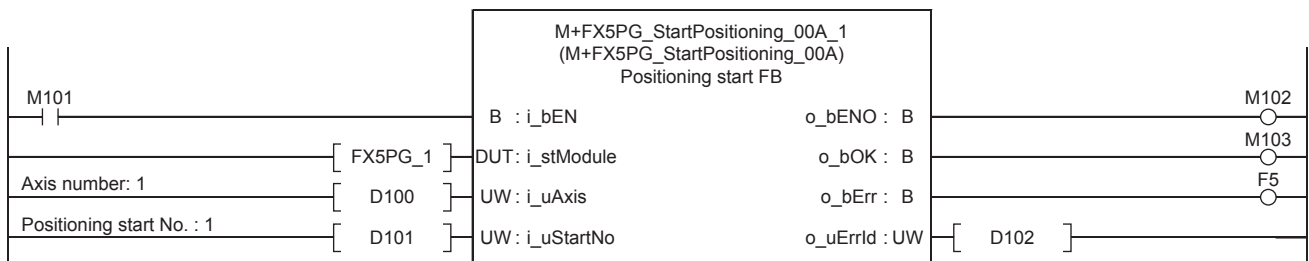 M+FX5PG_StartPositioning_00A_1
(M+FX5PG_StartPositioning_00A)
Positioning start FB
M101
B : i_bEN
o_bENO : B
M102
FX5PG_1
DUT: i_stModule
o_bOK : B
M103
Axis number: 1
D100
UW : i_uAxis
o_bErr : B
F5
Positioning start No. : 1
D101
UW : i_uStartNo
o_uErrId : UW
D102